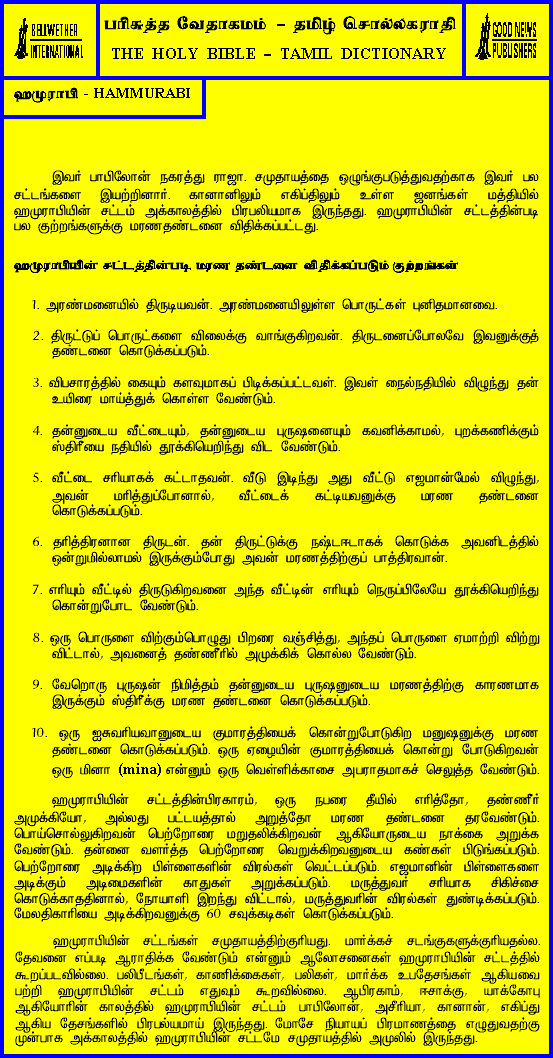 BELLWETHER
INTERNATIONAL
பரிசுத்த வேதாகமம் – தமிழ் சொல்லகராதி
THE HOLY BIBLE – TAMIL DICTIONARY
GOOD NEWS
PUBLISHERS
ஹமுராபி - HAMMURABI
இவர் பாபிலோன் நகரத்து ராஜா. சமுதாயத்தை ஒழுங்குபடுத்துவதற்காக இவர் பல
சட்டங்களை இயற்றினார். கானானிலும் எகிப்திலும் உள்ள ஜனங்கள் மத்தியில்
ஹமுராபியின் சட்டம் அக்காலத்தில் பிரபலியமாக இருந்தது. ஹமுராபியின் சட்டத்தின்படி
பல குற்றங்களுக்கு மரணதண்டனை விதிக்கப்பட்டது.
ஹமுராபியின் சட்டத்தின்படி, மரண தண்டனை விதிக்கப்படும் குற்றங்கள்
1. அரண்மனையில் திருடியவன். அரண்மனையிலுள்ள பொருட்கள் புனிதமானவை.
2. திருட்டுப் பொருட்களை விலைக்கு வாங்குகிறவன். திருடனைப்போலவே இவனுக்குத்
தண்டனை கொடுக்கப்படும்.
3. விபசாரத்தில் கையும் களவுமாகப் பிடிக்கப்பட்டவள். இவள் நைல்நதியில் விழுந்து தன்
உயிரை மாய்த்துக் கொள்ள வேண்டும்.
4. தன்னுடைய வீட்டையும், தன்னுடைய புருஷனையும் கவனிக்காமல், புறக்கணிக்கும்
ஸ்திரீயை நதியில் தூக்கியெறிந்து விட வேண்டும்.
5. வீட்டை சரியாகக் கட்டாதவன். வீடு இடிந்து அது வீட்டு எஜமான்மேல் விழுந்து,
அவன் மரித்துப்போனால், வீட்டைக் கட்டியவனுக்கு மரண தண்டனை
கொடுக்கப்படும்.
6. தரித்திரனான திருடன். தன் திருட்டுக்கு நஷ்டஈடாகக் கொடுக்க அவனிடத்தில்
ஒன்றுமில்லாமல் இருக்கும்போது அவன் மரணத்திற்குப் பாத்திரவான்.
7. எரியும் வீட்டில் திருடுகிறவனை அந்த வீட்டின் எரியும் நெருப்பிலேயே தூக்கியெறிந்து
கொன்றுபோட வேண்டும்.
8. ஒரு பொருளை விற்கும்பொழுது பிறரை வஞ்சித்து, அந்தப் பொருளை ஏமாற்றி விற்று
விட்டால், அவனைத் தண்ணீரில் அமுக்கிக் கொல்ல வேண்டும்.
9. வேறொரு புருஷன் நிமித்தம் தன்னுடைய புருஷனுடைய மரணத்திற்கு காரணமாக
இருக்கும் ஸ்திரீக்கு மரண தண்டனை கொடுக்கப்படும்.
10. ஒரு ஐசுவரியவானுடைய குமாரத்தியைக் கொன்றுபோடுகிற மனுஷனுக்கு மரண
தண்டனை கொடுக்கப்படும். ஒரு ஏழையின் குமாரத்தியைக் கொன்று போடுகிறவன்
ஒரு மினா (mina) என்னும் ஒரு வெள்ளிக்காசை அபராதமாகச் செலுத்த வேண்டும்.
ஹமுராபியின் சட்டத்தின்பிரகாரம், ஒரு நபரை தீயில் எரித்தோ, தண்ணீர்
அமுக்கியோ, அல்லது பட்டயத்தால் அறுத்தோ மரண தண்டனை தரவேண்டும்.
பொய்சொல்லுகிறவன் பெற்றோரை மறுதலிக்கிறவன் ஆகியோருடைய நாக்கை அறுக்க
வேண்டும். தன்னை வளர்த்த பெற்றோரை வெறுக்கிறவனுடைய கண்கள் பிடுங்கப்படும்.
பெற்றோரை அடிக்கிற பிள்ளைகளின் விரல்கள் வெட்டப்படும். எஜமானின் பிள்ளைகளை
அடிக்கும் அடிமைகளின் காதுகள் அறுக்கப்படும். மருத்துவர் சரியாக சிகிச்சை
கொடுக்காததினால், நோயாளி இறந்து விட்டால், மருத்துவரின் விரல்கள் துண்டிக்கப்படும்.
மேலதிகாரியை அடிக்கிறவனுக்கு 60 சவுக்கடிகள் கொடுக்கப்படும்.
ஹமுராபியின் சட்டங்கள் சமுதாயத்திற்குரியது. மார்க்கச் சடங்குகளுக்குரியதல்ல.
தேவனை எப்படி ஆராதிக்க வேண்டும் என்னும் ஆலோசனைகள் ஹமுராபியின் சட்டத்தில்
கூறப்படவில்லை. பலிபீடங்கள், காணிக்கைகள், பலிகள், மார்க்க உபதேசங்கள் ஆகியவை
பற்றி ஹமுராபியின் சட்டம் எதுவும் கூறவில்லை. ஆபிரகாம், ஈசாக்கு, யாக்கோபு
ஆகியோரின் காலத்தில் ஹமுராபியின் சட்டம் பாபிலோன், அசீரியா, கானான், எகிப்து
ஆகிய தேசங்களில் பிரபல்யமாய் இருந்தது. மோசே நியாயப் பிரமாணத்தை எழுதுவதற்கு
முன்பாக அக்காலத்தில் ஹமுராபியின் சட்டமே சமுதாயத்தில் அமுலில் இருந்தது.